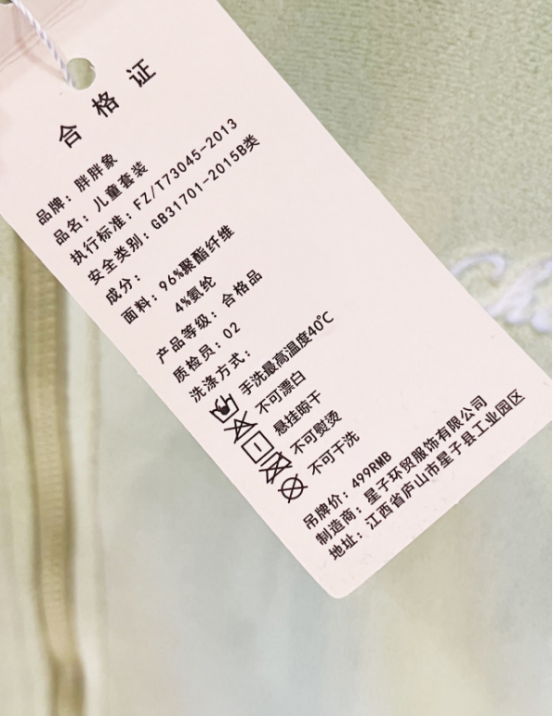 合格证
品牌：胖胖象
品名：儿童套装
执行标准：FZ/T73045-2013
安全类别：GB31701-2015B类
成分：
面料：96%聚酯纤维
4%氨纶
产品等级：合格品
质检员：02
洗涤方式：
手洗最高温度40℃
不可漂白
悬挂晾干
不可熨烫
不可干洗
吊牌价：499RMB
制造商：星子环贸服饰有限公司
地址：江西省庐山市星子县工业园区